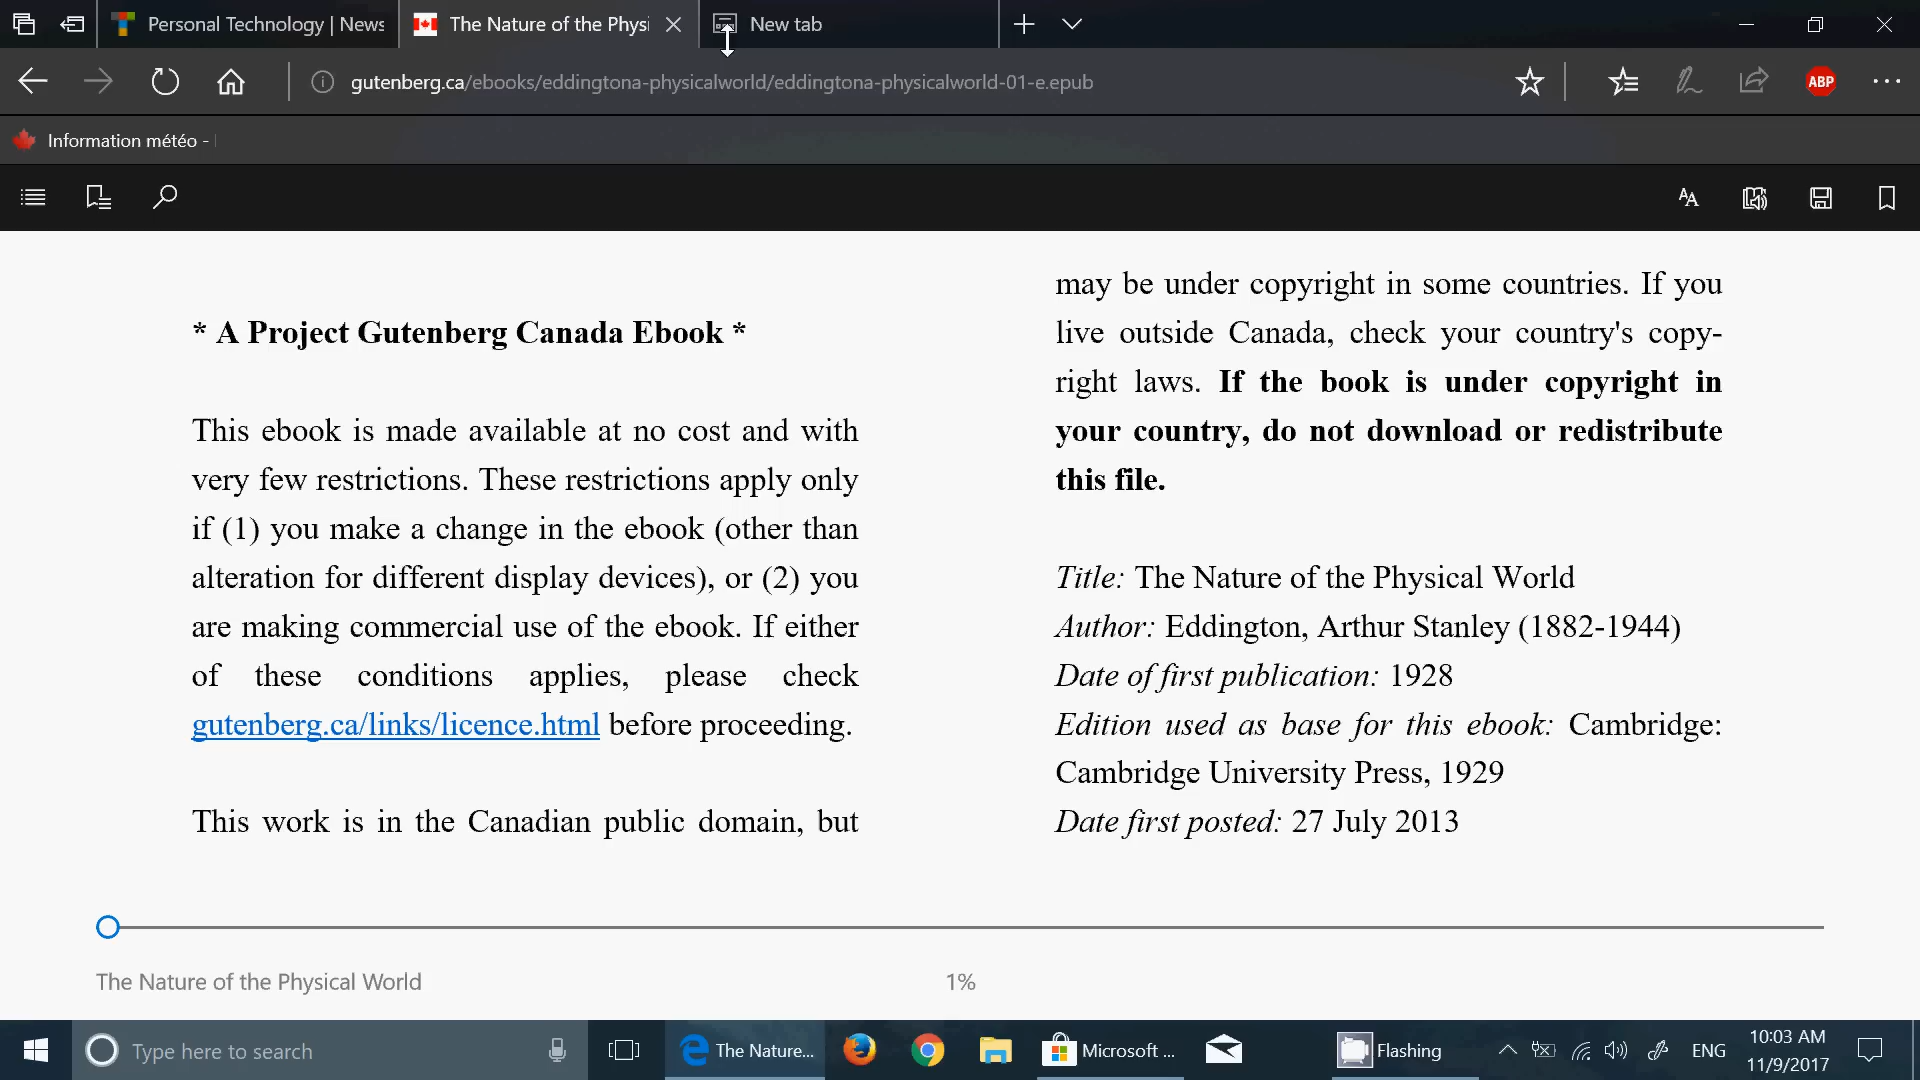 Personal Technology | News
The Nature of the Physi
New tab
gutenberg.ca/ebooks/eddingtona-physicalworld/eddingtona-physicalworld-01-e.epub
ABP
Information météo -
AA
* A Project Gutenberg Canada Ebook *
This ebook is made available at no cost and with
very few restrictions. These restrictions apply only
if (1) you make a change in the ebook (other than
alteration for different display devices), or (2) you
are making commercial use of the ebook. If either
of these conditions applies, please check
gutenberg.ca/links/licence.html before proceeding.
This work is in the Canadian public domain, but
may be under copyright in some countries. If you
live outside Canada, check your country's copy-
right laws. If the book is under copyright in
your country, do not download or redistribute
this file.
Title: The Nature of the Physical World
Author: Eddington, Arthur Stanley (1882-1944)
Date of first publication: 1928
Edition used as base for this ebook: Cambridge:
Cambridge University Press, 1929
Date first posted: 27 July 2013
The Nature of the Physical World
1%
Type here to search
The Nature...
Microsoft ...
Flashing
ENG
10:03 AM
11/9/2017